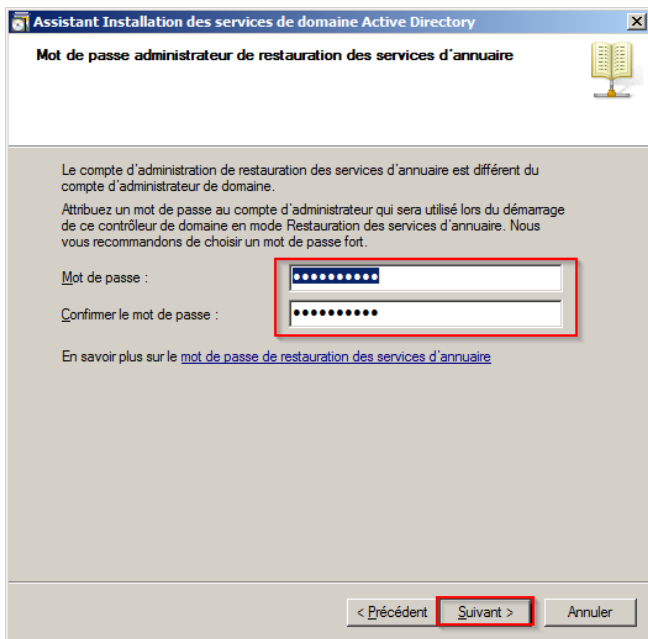 Assistant Installation des services de domaine Active Directory
Mot de passe administrateur de restauration des services d'annuaire
Le compte d'administration de restauration des services d'annuaire est différent du
compte d'administrateur de domaine.
Attribuez un mot de passe au compte d'administrateur qui sera utilisé lors du démarrage
de ce contrôleur de domaine en mode Restauration des services d'annuaire. Nous
vous recommandons de choisir un mot de passe fort.
Mot de passe : ●●●●●●●●●●
Confirmer le mot de passe : ●●●●●●●●●●
En savoir plus sur le mot de passe de restauration des services d'annuaire
< Précédent Suivant > Annuler